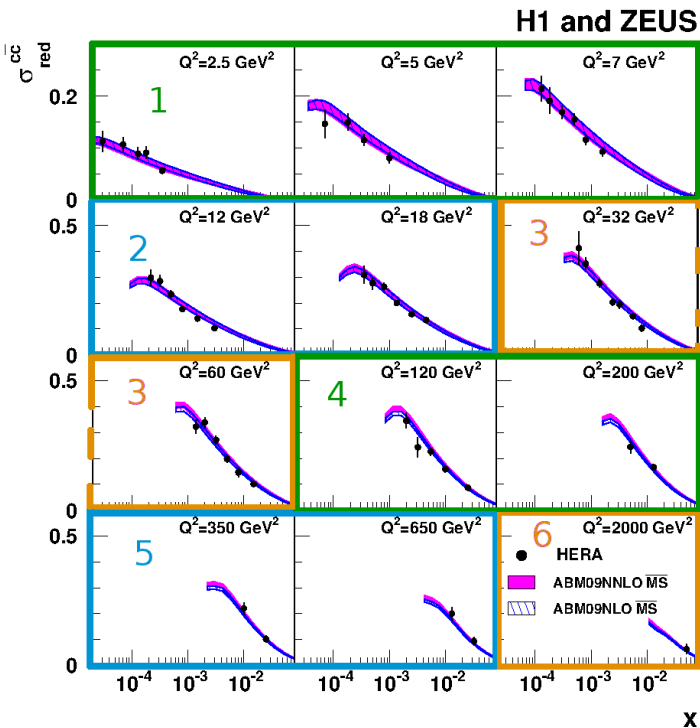 H1 and ZEUS
σ red cc̄
Q²=2.5 GeV² Q²=5 GeV² Q²=7 GeV²
1
0.2
0
Q²=12 GeV² Q²=18 GeV² Q²=32 GeV²
2 3
0.5
0
Q²=60 GeV² Q²=120 GeV² Q²=200 GeV²
3 4
0.5
0
Q²=350 GeV² Q²=650 GeV² Q²=2000 GeV²
5 6
0.5
HERA
ABM09NNLO M̅S̅
ABM09NLO M̅S̅
0
10⁻⁴ 10⁻³ 10⁻² 10⁻⁴ 10⁻³ 10⁻² 10⁻⁴ 10⁻³ 10⁻²
x